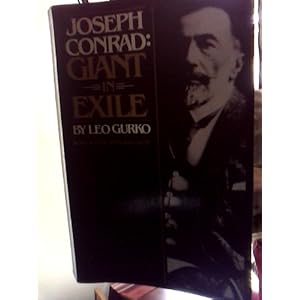 JOSEPH
CONRAD:
GIANT
IN
EXILE
BY LEO GURKO